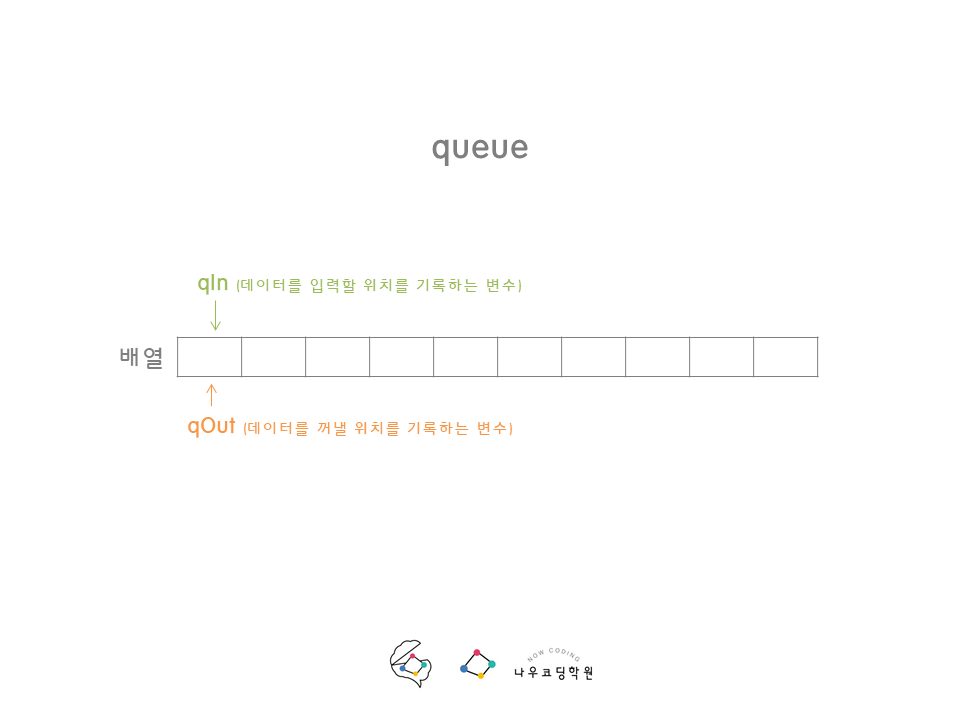 queue
qIn (데이터를 입력할 위치를 기록하는 변수)
배열
qOut (데이터를 꺼낼 위치를 기록하는 변수)
NOW CODING
나우코딩학원